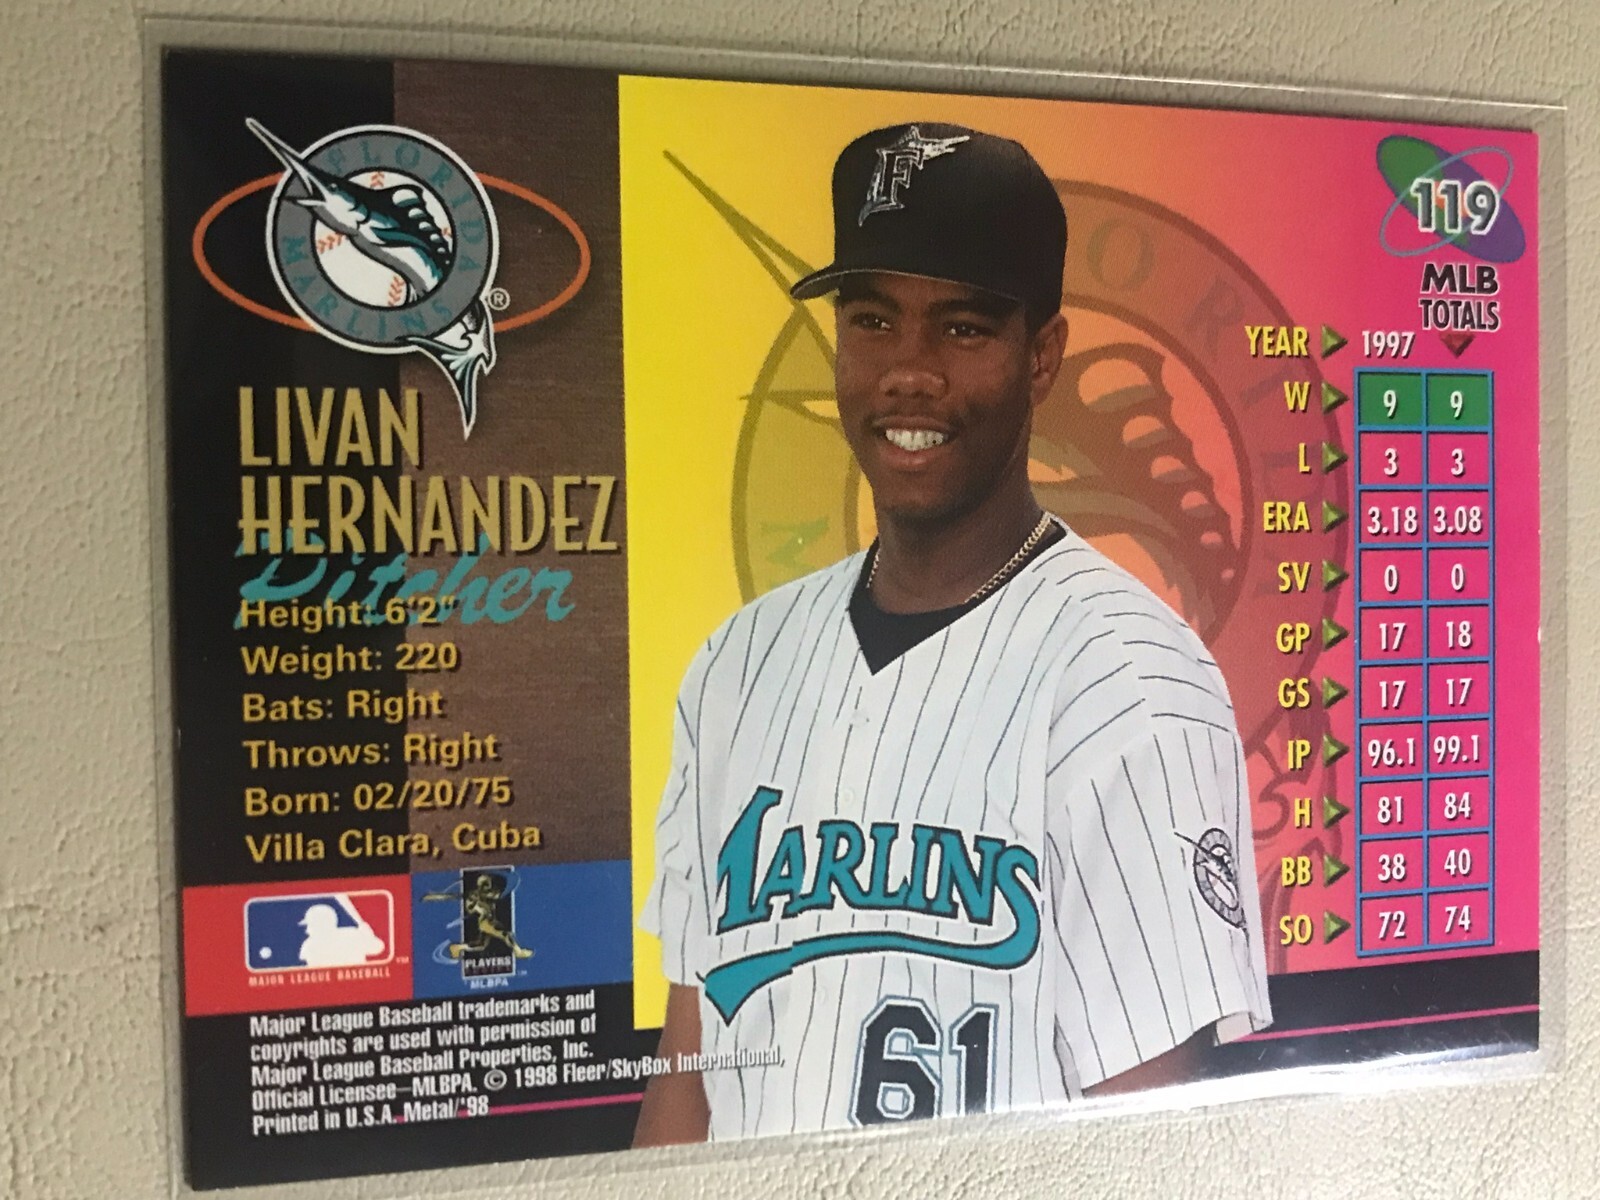 FLORIDA
MARLINS
®
LIVAN
HERNANDEZ
Pitcher
Height: 6'2"
Weight: 220
Bats: Right
Throws: Right
Born: 02/20/75
Villa Clara, Cuba
MAJOR LEAGUE BASEBALL™
PLAYERS
MLBPA
Major League Baseball trademarks and
copyrights are used with permission of
Major League Baseball Properties, Inc.
Official Licensee—MLBPA. © 1998 Fleer/SkyBox International,
Printed in U.S.A. Metal/'98
F
MARLINS
61
119
MLB
TOTALS
YEAR 1997
W 9 9
L 3 3
ERA 3.18 3.08
SV 0 0
GP 17 18
GS 17 17
IP 96.1 99.1
H 81 84
BB 38 40
SO 72 74